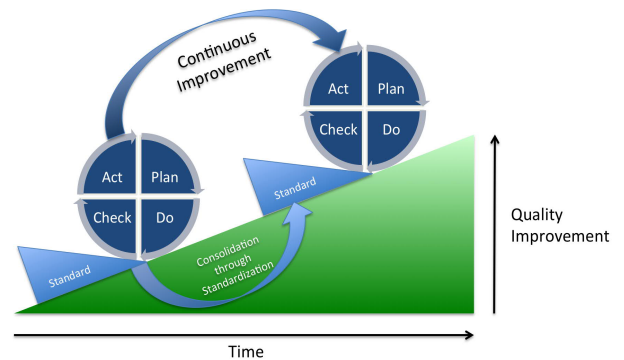 Continuous
Improvement
Act
Plan
Check
Do
Act
Plan
Check
Do
Standard
Standard
Consolidation
through
Standardization
Quality
Improvement
Time